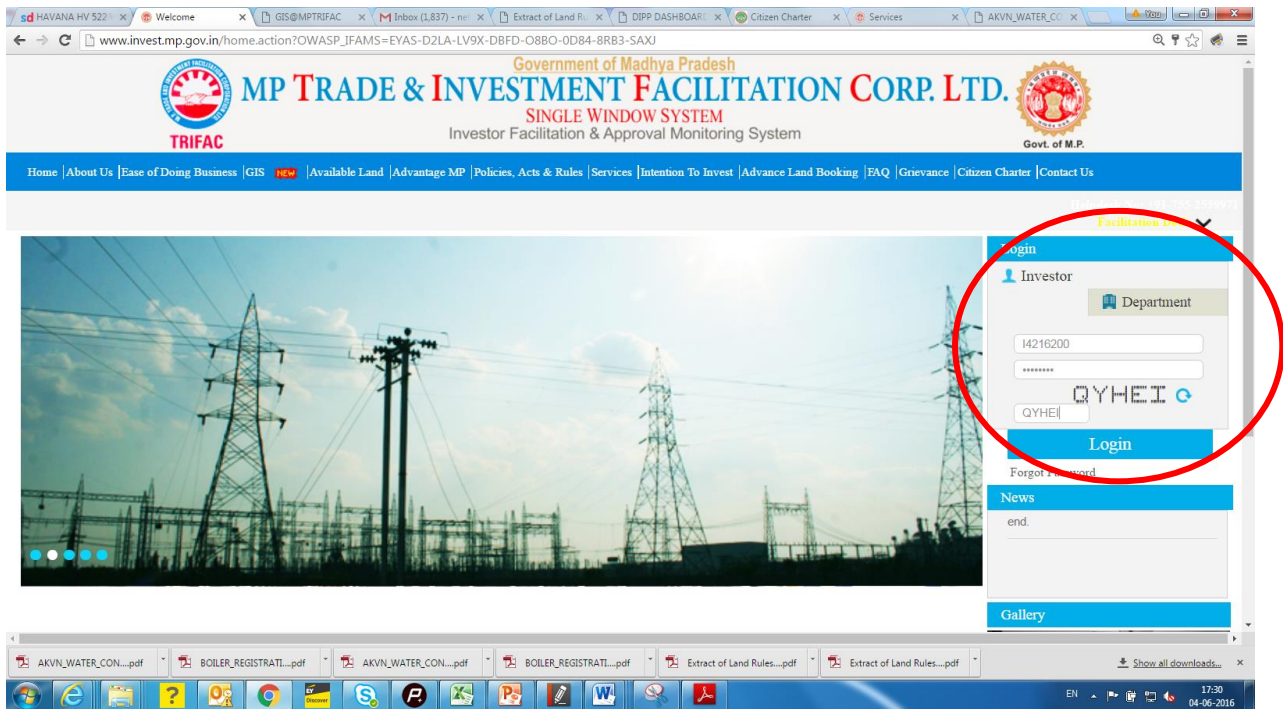 sd HAVANA HV 522
Welcome
GIS@MPTRIFAC
Inbox (1,837) - nel
Extract of Land Ru
DIPP DASHBOARD
Citizen Charter
Services
AKVN_WATER_CO
You
www.invest.mp.gov.in/home.action?OWASP_IFAMS=EYAS-D2LA-LV9X-DBFD-O8BO-0D84-8RB3-SAXJ
Government of Madhya Pradesh
MP TRADE & INVESTMENT FACILITATION CORP. LTD.
SINGLE WINDOW SYSTEM
Investor Facilitation & Approval Monitoring System
TRIFAC
Govt. of M.P.
Home |About Us |Ease of Doing Business |GIS NEW |Available Land |Advantage MP |Policies, Acts & Rules |Services |Intention To Invest |Advance Land Booking |FAQ |Grievance |Citizen Charter |Contact Us
Login
Investor
Department
I4216200
QYHEI
QYHEI
Login
Forgot Password
News
end.
Gallery
AKVN_WATER_CON....pdf
BOILER_REGISTRATI....pdf
AKVN_WATER_CON....pdf
BOILER_REGISTRATI....pdf
Extract of Land Rules....pdf
Extract of Land Rules....pdf
Show all downloads...
EY
Discover
EN
17:30
04-06-2016